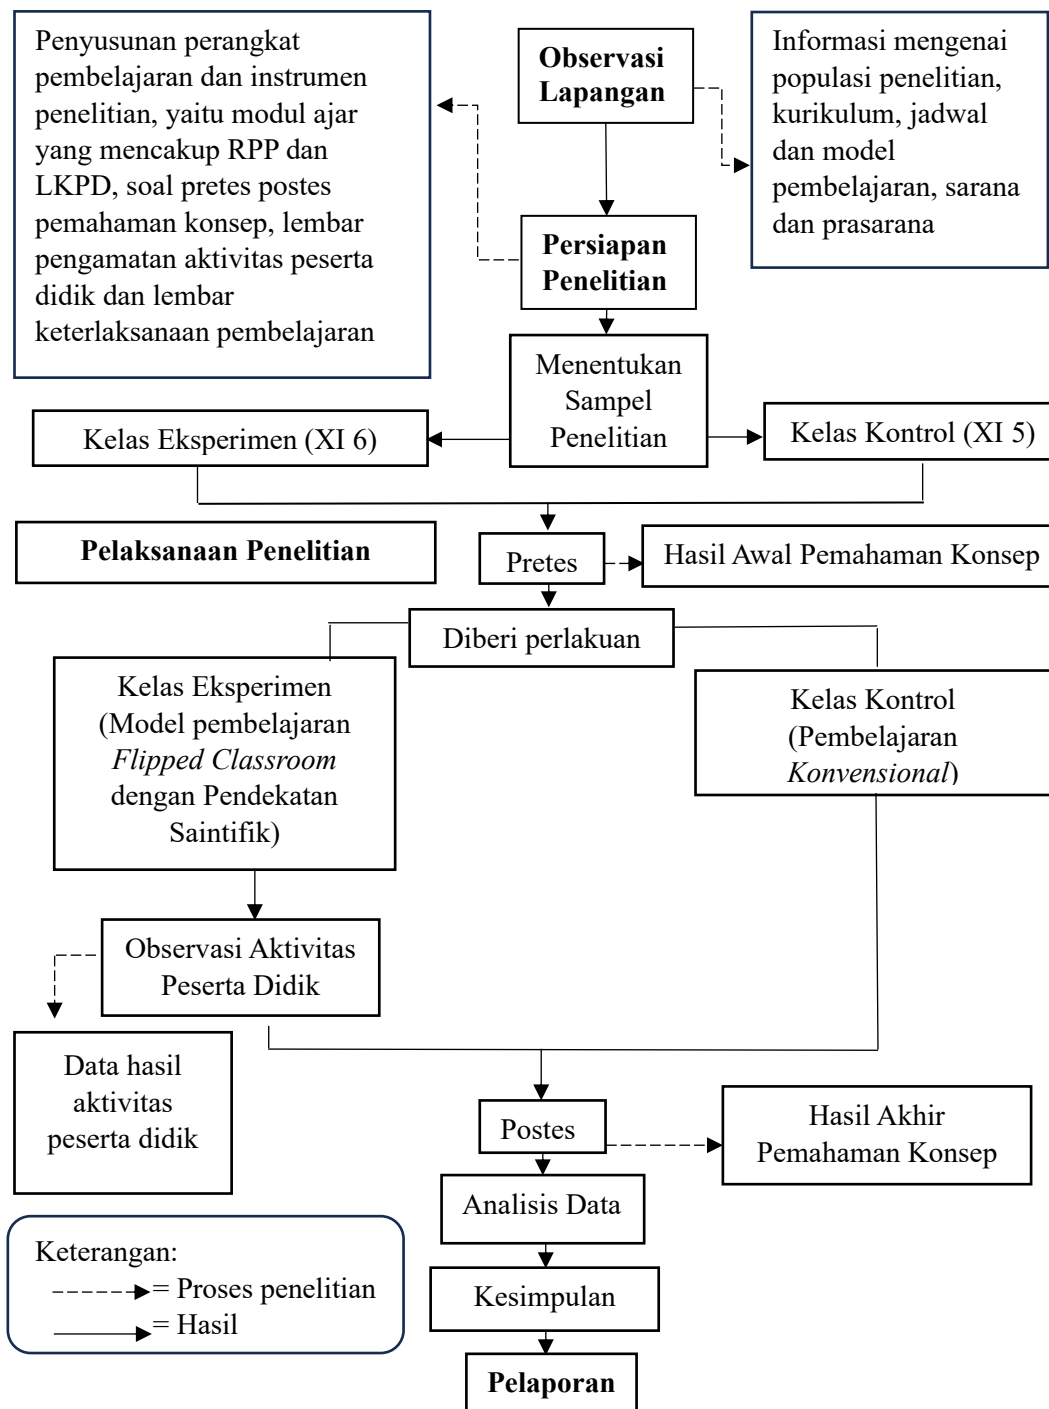 Penyusunan perangkat
pembelajaran dan instrumen
penelitian, yaitu modul ajar
yang mencakup RPP dan
LKPD, soal pretes postes
pemahaman konsep, lembar
pengamatan aktivitas peserta
didik dan lembar
keterlaksanaan pembelajaran
Observasi
Lapangan
Informasi mengenai
populasi penelitian,
kurikulum, jadwal
dan model
pembelajaran, sarana
dan prasarana
Persiapan
Penelitian
Menentukan
Sampel
Penelitian
Kelas Eksperimen (XI 6)
Kelas Kontrol (XI 5)
Pelaksanaan Penelitian
Pretes
Hasil Awal Pemahaman Konsep
Diberi perlakuan
Kelas Eksperimen
(Model pembelajaran
Flipped Classroom
dengan Pendekatan
Saintifik)
Kelas Kontrol
(Pembelajaran
Konvensional)
Observasi Aktivitas
Peserta Didik
Data hasil
aktivitas
peserta didik
Postes
Hasil Akhir
Pemahaman Konsep
Analisis Data
Kesimpulan
Pelaporan
Keterangan:
= Proses penelitian
= Hasil